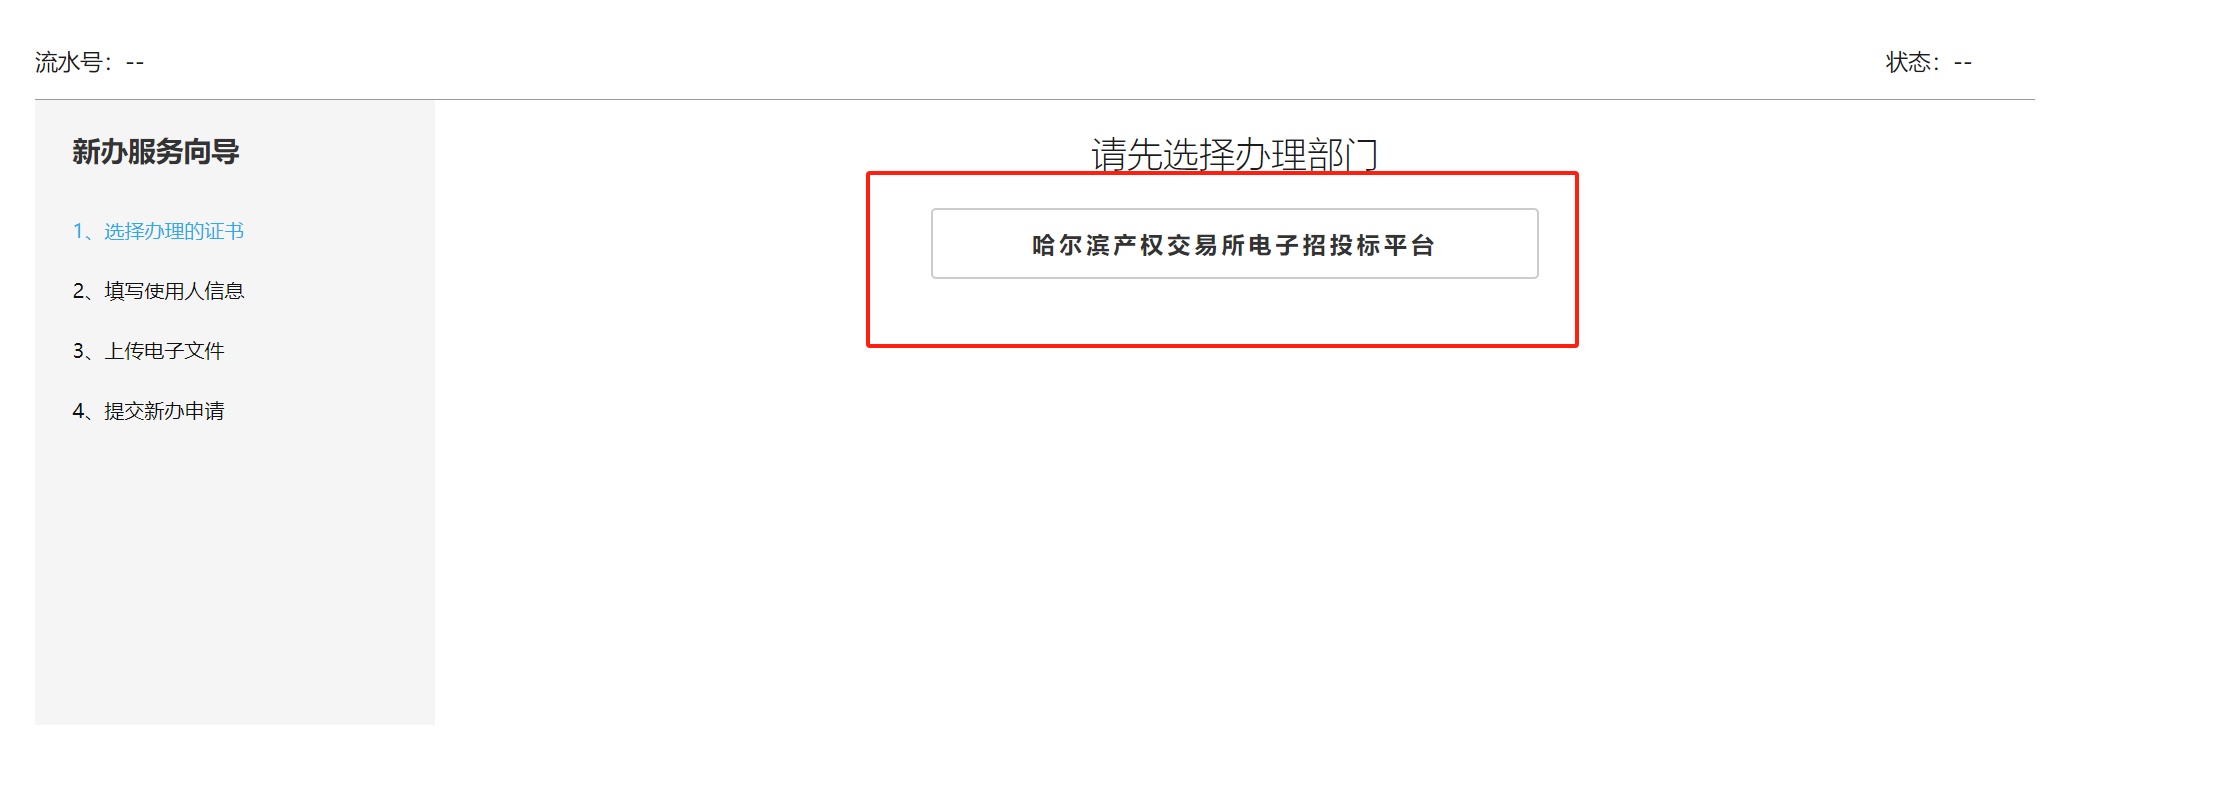 流水号：--
状态：--
新办服务向导
1、选择办理的证书
2、填写使用人信息
3、上传电子文件
4、提交新办申请
请先选择办理部门
哈尔滨产权交易所电子招投标平台